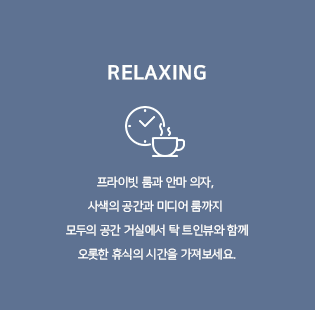 RELAXING
프라이빗 룸과 안마 의자,
사색의 공간과 미디어 룸까지
모두의 공간 거실에서 탁 트인뷰와 함께
오롯한 휴식의 시간을 가져보세요.